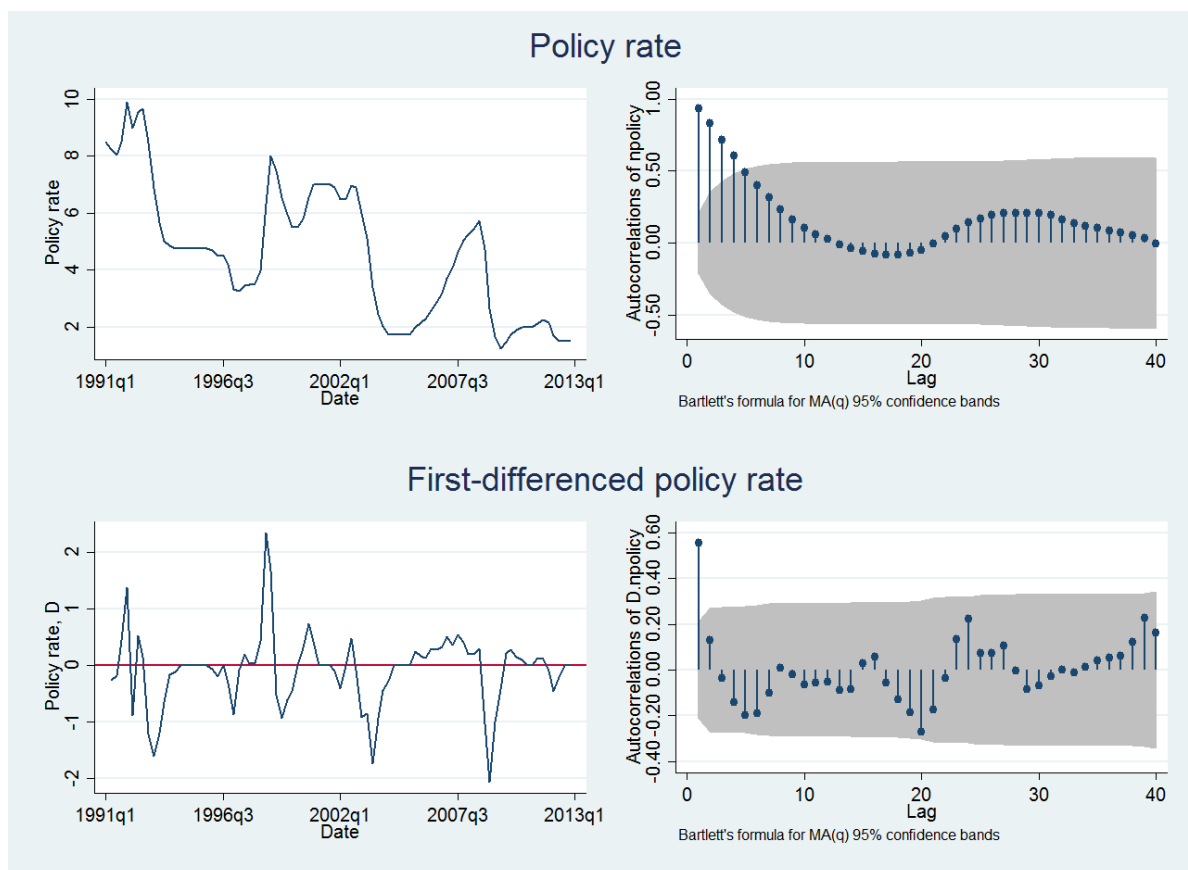 Policy rate
Policy rate
10
8
6
4
2
1991q1 1996q3 2002q1 2007q3 2013q1
Date
Autocorrelations of npolicy
1.00
0.50
0.00
-0.50
0 10 20 30 40
Lag
Bartlett's formula for MA(q) 95% confidence bands
First-differenced policy rate
Policy rate, D
2
1
0
-1
-2
1991q1 1996q3 2002q1 2007q3 2013q1
Date
Autocorrelations of D.npolicy
0.60
0.40
0.20
0.00
-0.20
-0.40
0 10 20 30 40
Lag
Bartlett's formula for MA(q) 95% confidence bands